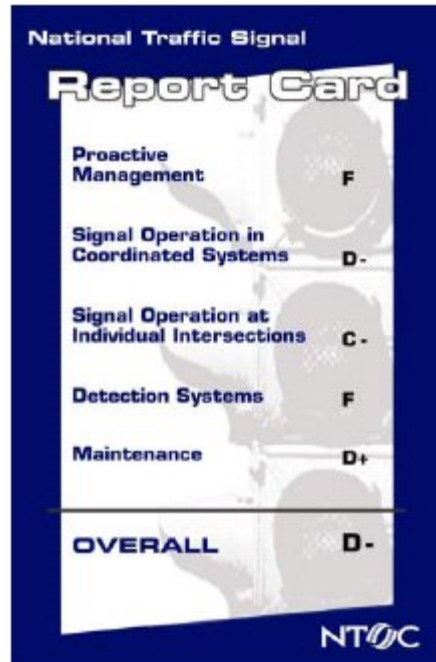 National Traffic Signal
Report Card
Proactive
Management F
Signal Operation in
Coordinated Systems D-
Signal Operation at
Individual Intersections C-
Detection Systems F
Maintenance D+
OVERALL D-
NTOC